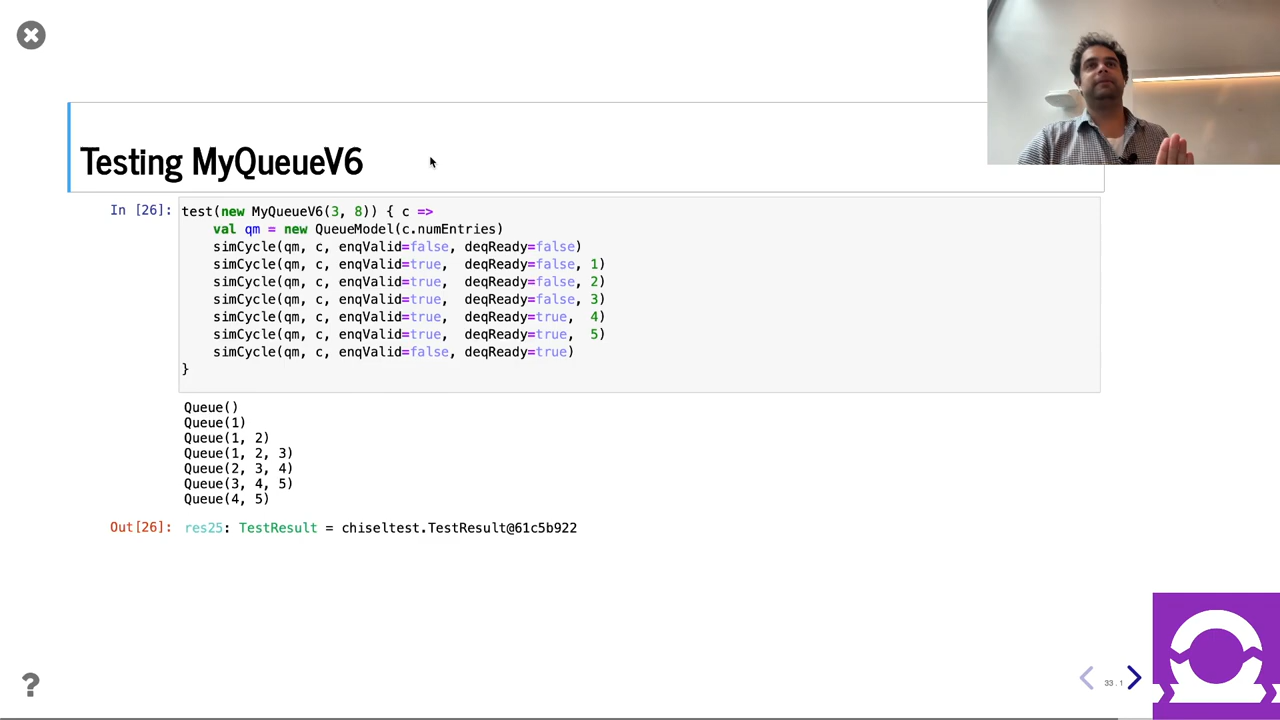 Testing MyQueueV6
In [26]:
test(new MyQueueV6(3, 8)) { c =>
    val qm = new QueueModel(c.numEntries)
    simCycle(qm, c, enqValid=false, deqReady=false)
    simCycle(qm, c, enqValid=true,  deqReady=false, 1)
    simCycle(qm, c, enqValid=true,  deqReady=false, 2)
    simCycle(qm, c, enqValid=true,  deqReady=false, 3)
    simCycle(qm, c, enqValid=true,  deqReady=true,  4)
    simCycle(qm, c, enqValid=true,  deqReady=true,  5)
    simCycle(qm, c, enqValid=false, deqReady=true)
}
Queue()
Queue(1)
Queue(1, 2)
Queue(1, 2, 3)
Queue(2, 3, 4)
Queue(3, 4, 5)
Queue(4, 5)
Out[26]: res25: TestResult = chiseltest.TestResult@61c5b922
?
33.1